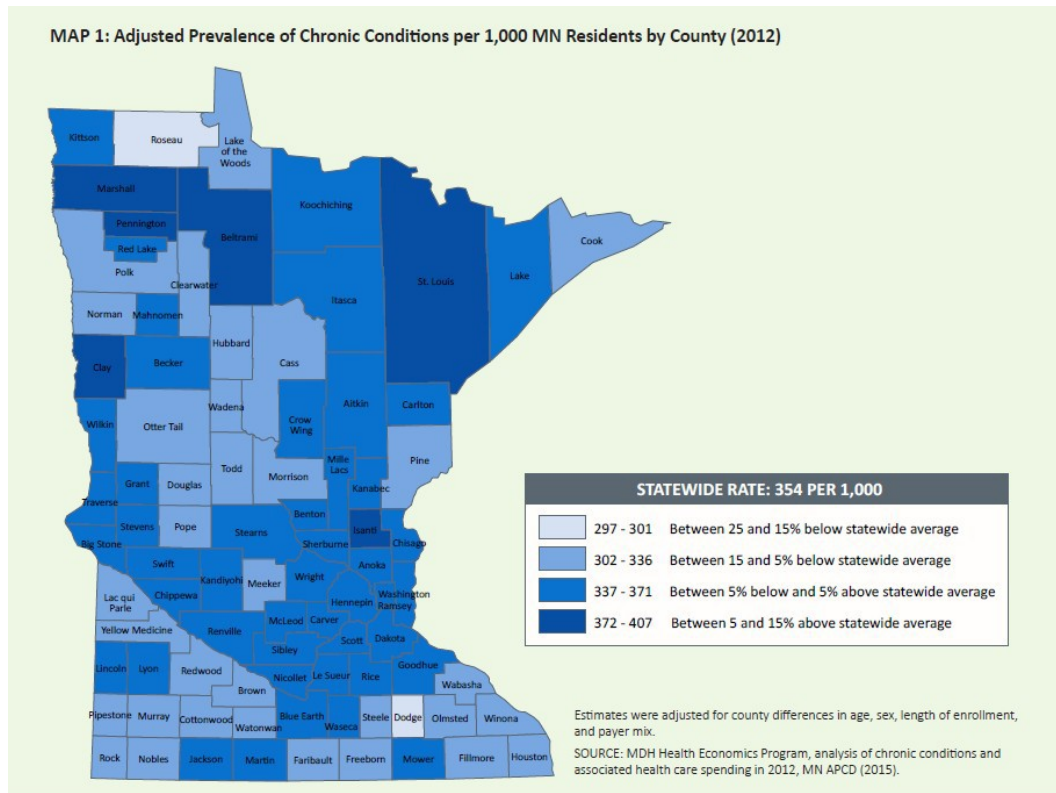 MAP 1: Adjusted Prevalence of Chronic Conditions per 1,000 MN Residents by County (2012)
Kittson
Roseau
Lake
of the
Woods
Marshall
Koochiching
Pennington
Beltrami
Red Lake
Cook
Polk
Clearwater
St. Louis
Lake
Itasca
Norman
Mahnomen
Hubbard
Cass
Clay
Becker
Wadena
Aitkin
Carlton
Wilkin
Otter Tail
Crow
Wing
Pine
Todd
Mille
Lacs
Morrison
Grant
Douglas
Kanabec
Traverse
Benton
Stevens
Pope
Stearns
Isanti
Big Stone
Sherburne
Chisago
Swift
Anoka
Kandiyohi
Meeker
Wright
Lac qui
Parle
Chippewa
Hennepin
Washington
Ramsey
McLeod
Carver
Yellow Medicine
Renville
Scott
Dakota
Sibley
Lincoln
Lyon
Redwood
Nicollet
Le Sueur
Rice
Goodhue
Wabasha
Brown
Pipestone
Murray
Cottonwood
Watonwan
Blue Earth
Waseca
Steele
Dodge
Olmsted
Winona
Rock
Nobles
Jackson
Martin
Faribault
Freeborn
Mower
Fillmore
Houston
STATEWIDE RATE: 354 PER 1,000
297 - 301 Between 25 and 15% below statewide average
302 - 336 Between 15 and 5% below statewide average
337 - 371 Between 5% below and 5% above statewide average
372 - 407 Between 5 and 15% above statewide average
Estimates were adjusted for county differences in age, sex, length of enrollment,
and payer mix.
SOURCE: MDH Health Economics Program, analysis of chronic conditions and
associated health care spending in 2012, MN APCD (2015).